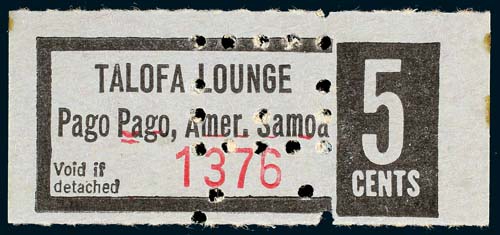 TALOFA LOUNGE
Pago Pago, Amer. Samoa
1376
Void if
detached
5
CENTS